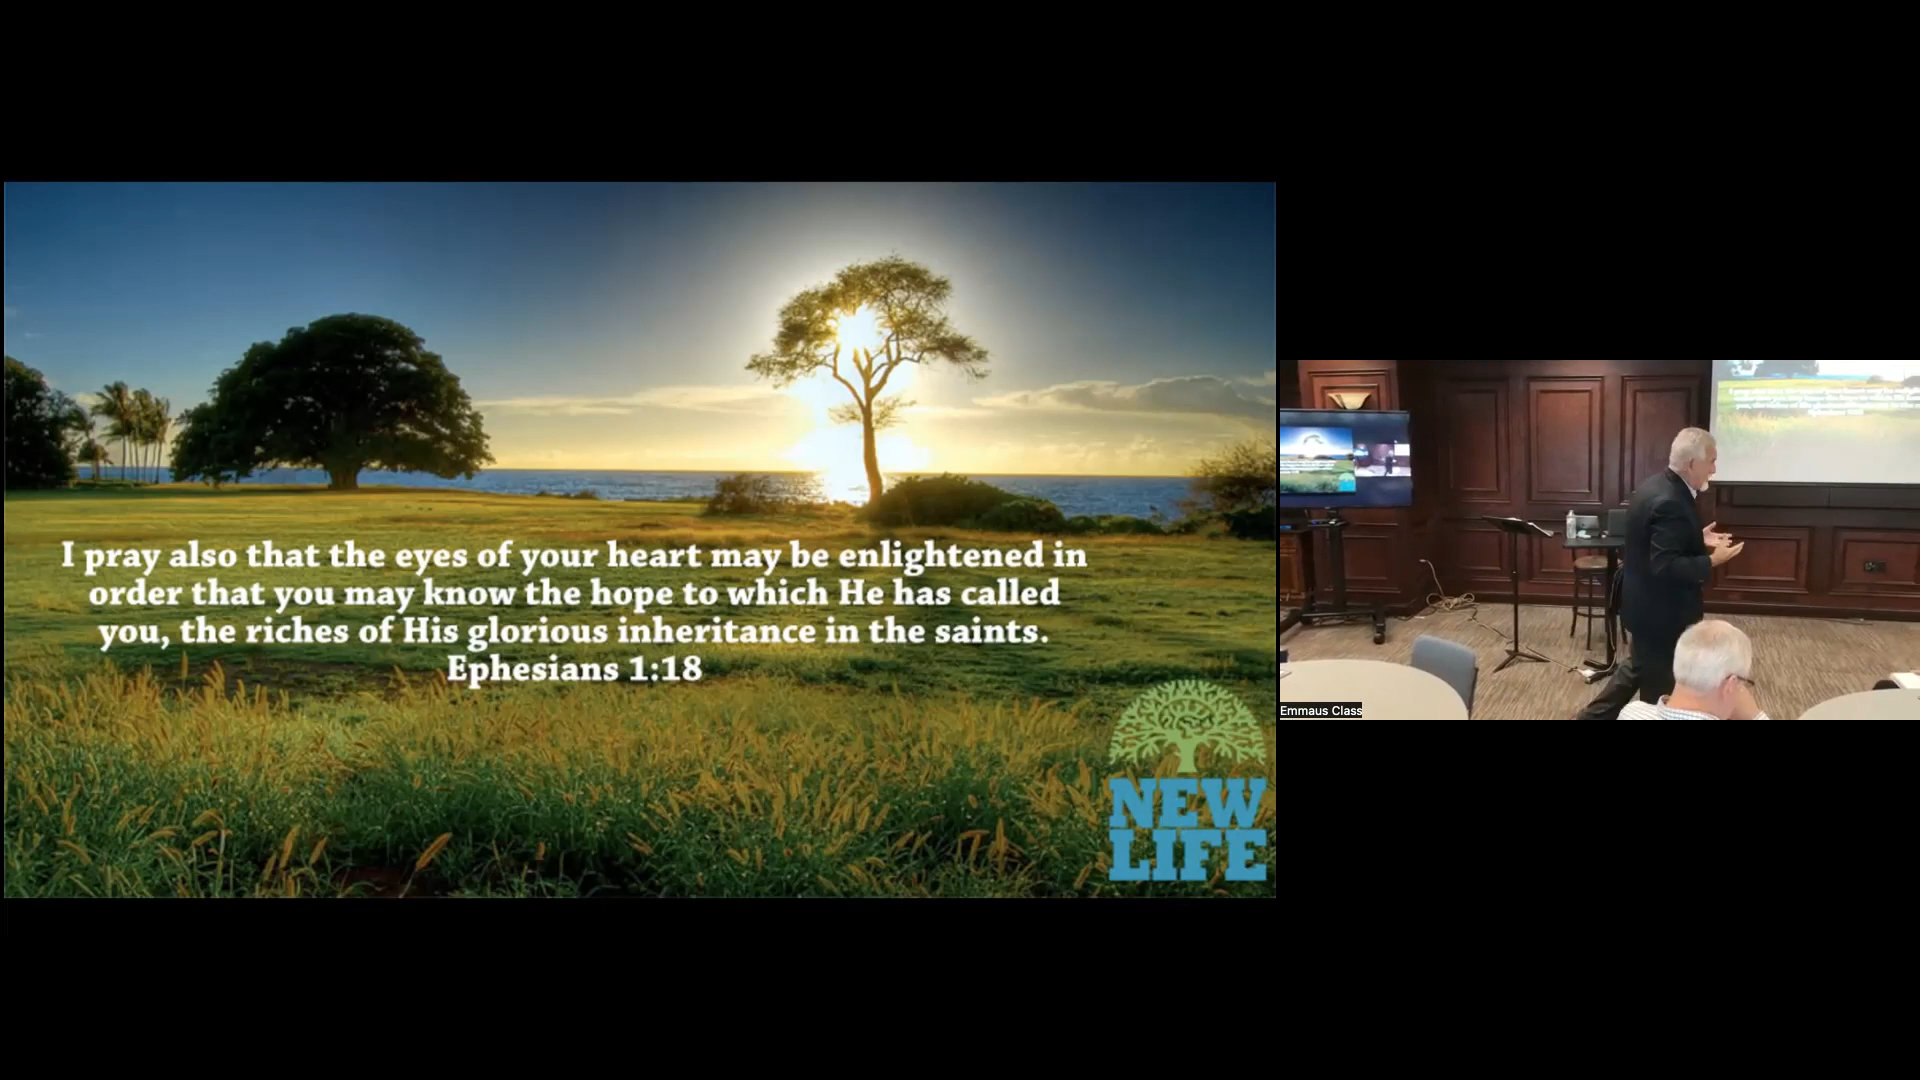 I pray also that the eyes of your heart may be enlightened in
order that you may know the hope to which He has called
you, the riches of His glorious inheritance in the saints.
Ephesians 1:18
NEW
LIFE
Emmaus Class